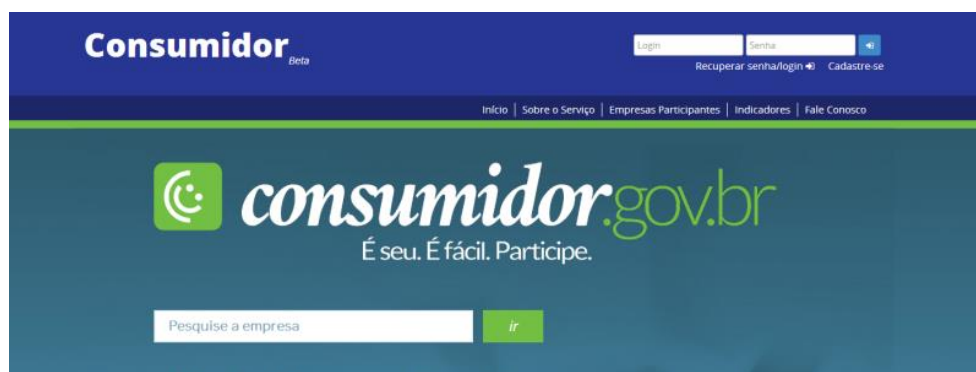 Consumidor
Beta
Login
Senha
Recuperar senha/login
Cadastre-se
Início | Sobre o Serviço | Empresas Participantes | Indicadores | Fale Conosco
consumidor.gov.br
É seu. É fácil. Participe.
Pesquise a empresa
ir